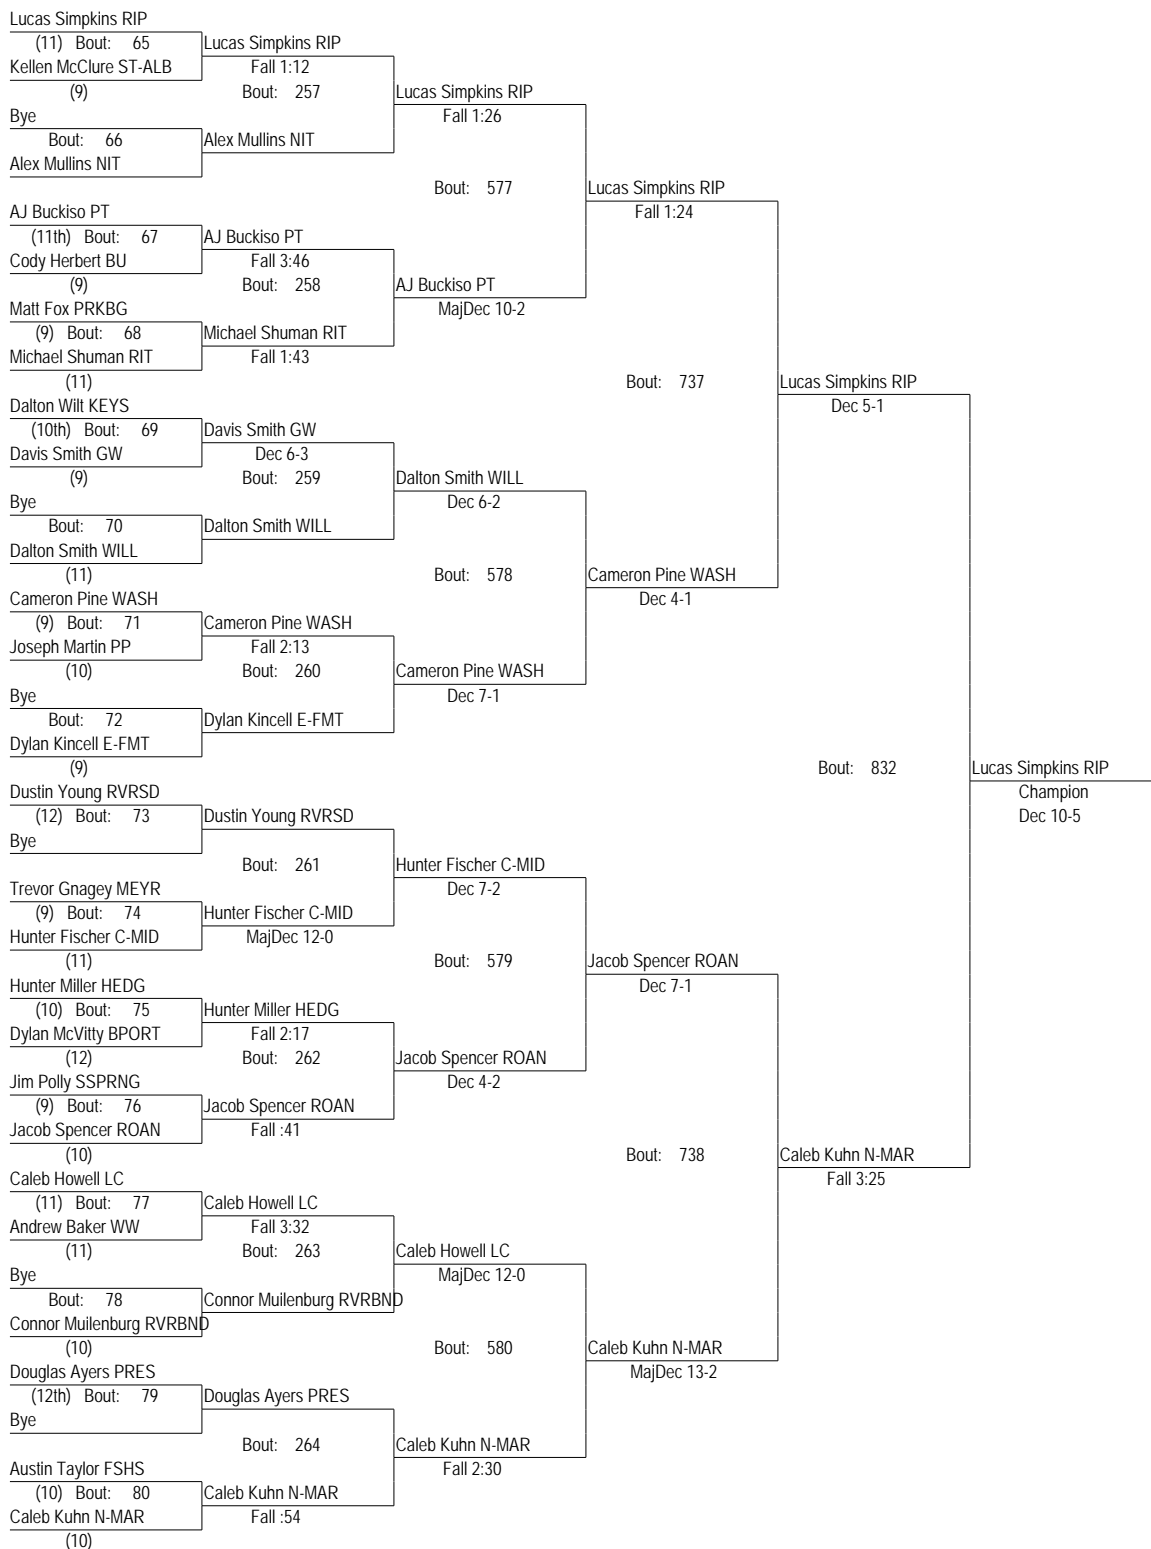 Lucas Simpkins RIP
(11) Bout: 65
Lucas Simpkins RIP
Kellen McClure ST-ALB
Fall 1:12
(9)
Bout: 257
Lucas Simpkins RIP
Bye
Fall 1:26
Bout: 66
Alex Mullins NIT
Alex Mullins NIT
Bout: 577
Lucas Simpkins RIP
AJ Buckiso PT
Fall 1:24
(11th) Bout: 67
AJ Buckiso PT
Cody Herbert BU
Fall 3:46
(9)
Bout: 258
AJ Buckiso PT
Matt Fox PRKBG
MajDec 10-2
(9) Bout: 68
Michael Shuman RIT
Michael Shuman RIT
Fall 1:43
(11)
Bout: 737
Lucas Simpkins RIP
Dalton Wilt KEYS
Dec 5-1
(10th) Bout: 69
Davis Smith GW
Davis Smith GW
Dec 6-3
(9)
Bout: 259
Dalton Smith WILL
Bye
Dec 6-2
Bout: 70
Dalton Smith WILL
Dalton Smith WILL
(11)
Bout: 578
Cameron Pine WASH
Cameron Pine WASH
Dec 4-1
(9) Bout: 71
Cameron Pine WASH
Joseph Martin PP
Fall 2:13
(10)
Bout: 260
Cameron Pine WASH
Bye
Dec 7-1
Bout: 72
Dylan Kincell E-FMT
Dylan Kincell E-FMT
(9)
Bout: 832
Lucas Simpkins RIP
Dustin Young RVRSD
Champion
(12) Bout: 73
Dustin Young RVRSD
Dec 10-5
Bye
Bout: 261
Hunter Fischer C-MID
Trevor Gnagey MEYR
Dec 7-2
(9) Bout: 74
Hunter Fischer C-MID
Hunter Fischer C-MID
MajDec 12-0
(11)
Bout: 579
Jacob Spencer ROAN
Hunter Miller HEDG
Dec 7-1
(10) Bout: 75
Hunter Miller HEDG
Dylan McVitty BPORT
Fall 2:17
(12)
Bout: 262
Jacob Spencer ROAN
Jim Polly SSPRNG
Dec 4-2
(9) Bout: 76
Jacob Spencer ROAN
Jacob Spencer ROAN
Fall :41
(10)
Bout: 738
Caleb Kuhn N-MAR
Caleb Howell LC
Fall 3:25
(11) Bout: 77
Caleb Howell LC
Andrew Baker WW
Fall 3:32
(11)
Bout: 263
Caleb Howell LC
Bye
MajDec 12-0
Bout: 78
Connor Muilenburg RVRBND
Connor Muilenburg RVRBND
(10)
Bout: 580
Caleb Kuhn N-MAR
Douglas Ayers PRES
MajDec 13-2
(12th) Bout: 79
Douglas Ayers PRES
Bye
Bout: 264
Caleb Kuhn N-MAR
Austin Taylor FSHS
Fall 2:30
(10) Bout: 80
Caleb Kuhn N-MAR
Caleb Kuhn N-MAR
Fall :54
(10)